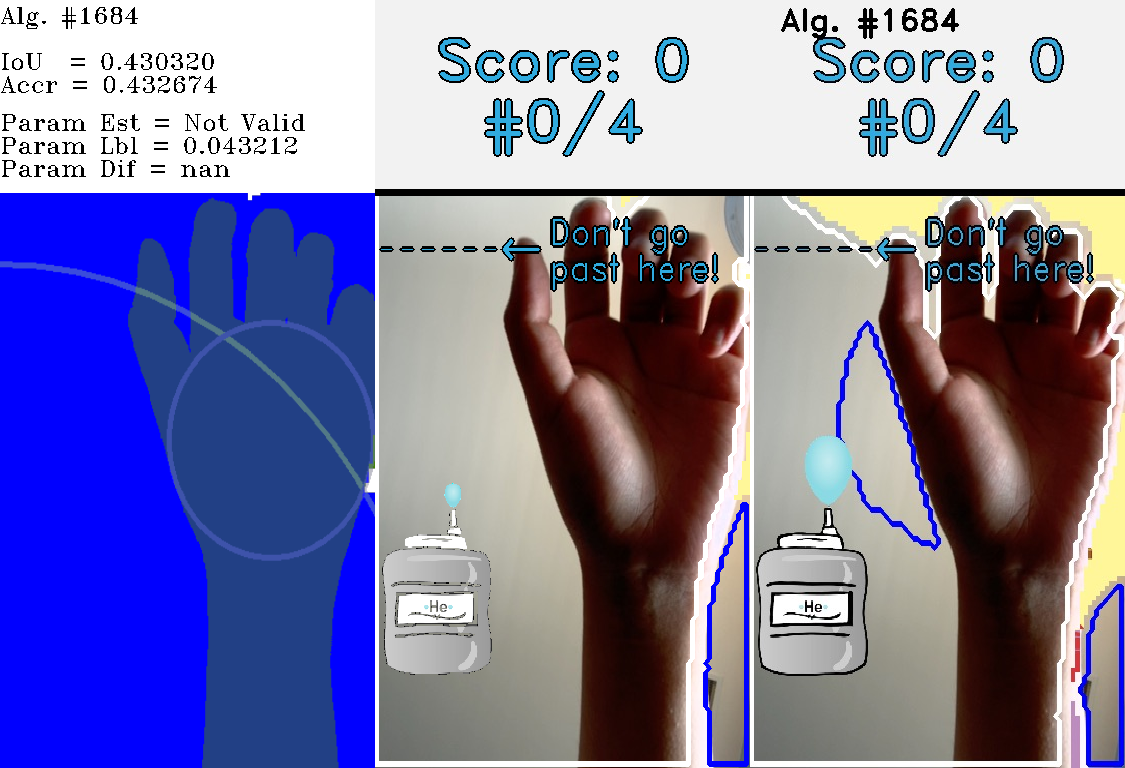 Alg. #1684
IoU = 0.430320
Accr = 0.432674
Param Est = Not Valid
Param Lbl = 0.043212
Param Dif = nan
Score: 0
#0/4
Don't go
past here!
He
Alg. #1684
Score: 0
#0/4
Don't go
past here!
He